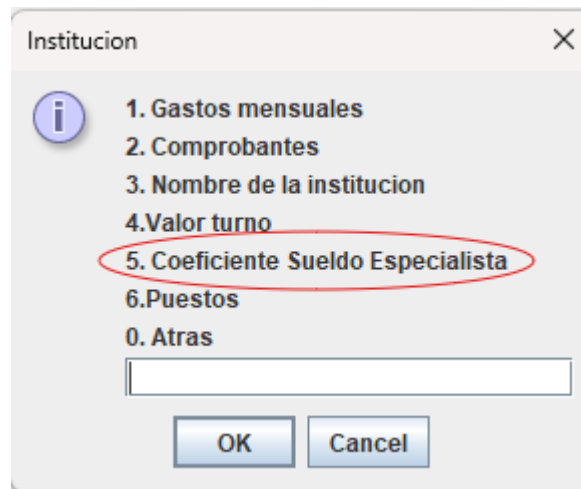 Institucion
1. Gastos mensuales
2. Comprobantes
3. Nombre de la institucion
4.Valor turno
5. Coeficiente Sueldo Especialista
6.Puestos
0. Atras
OK Cancel